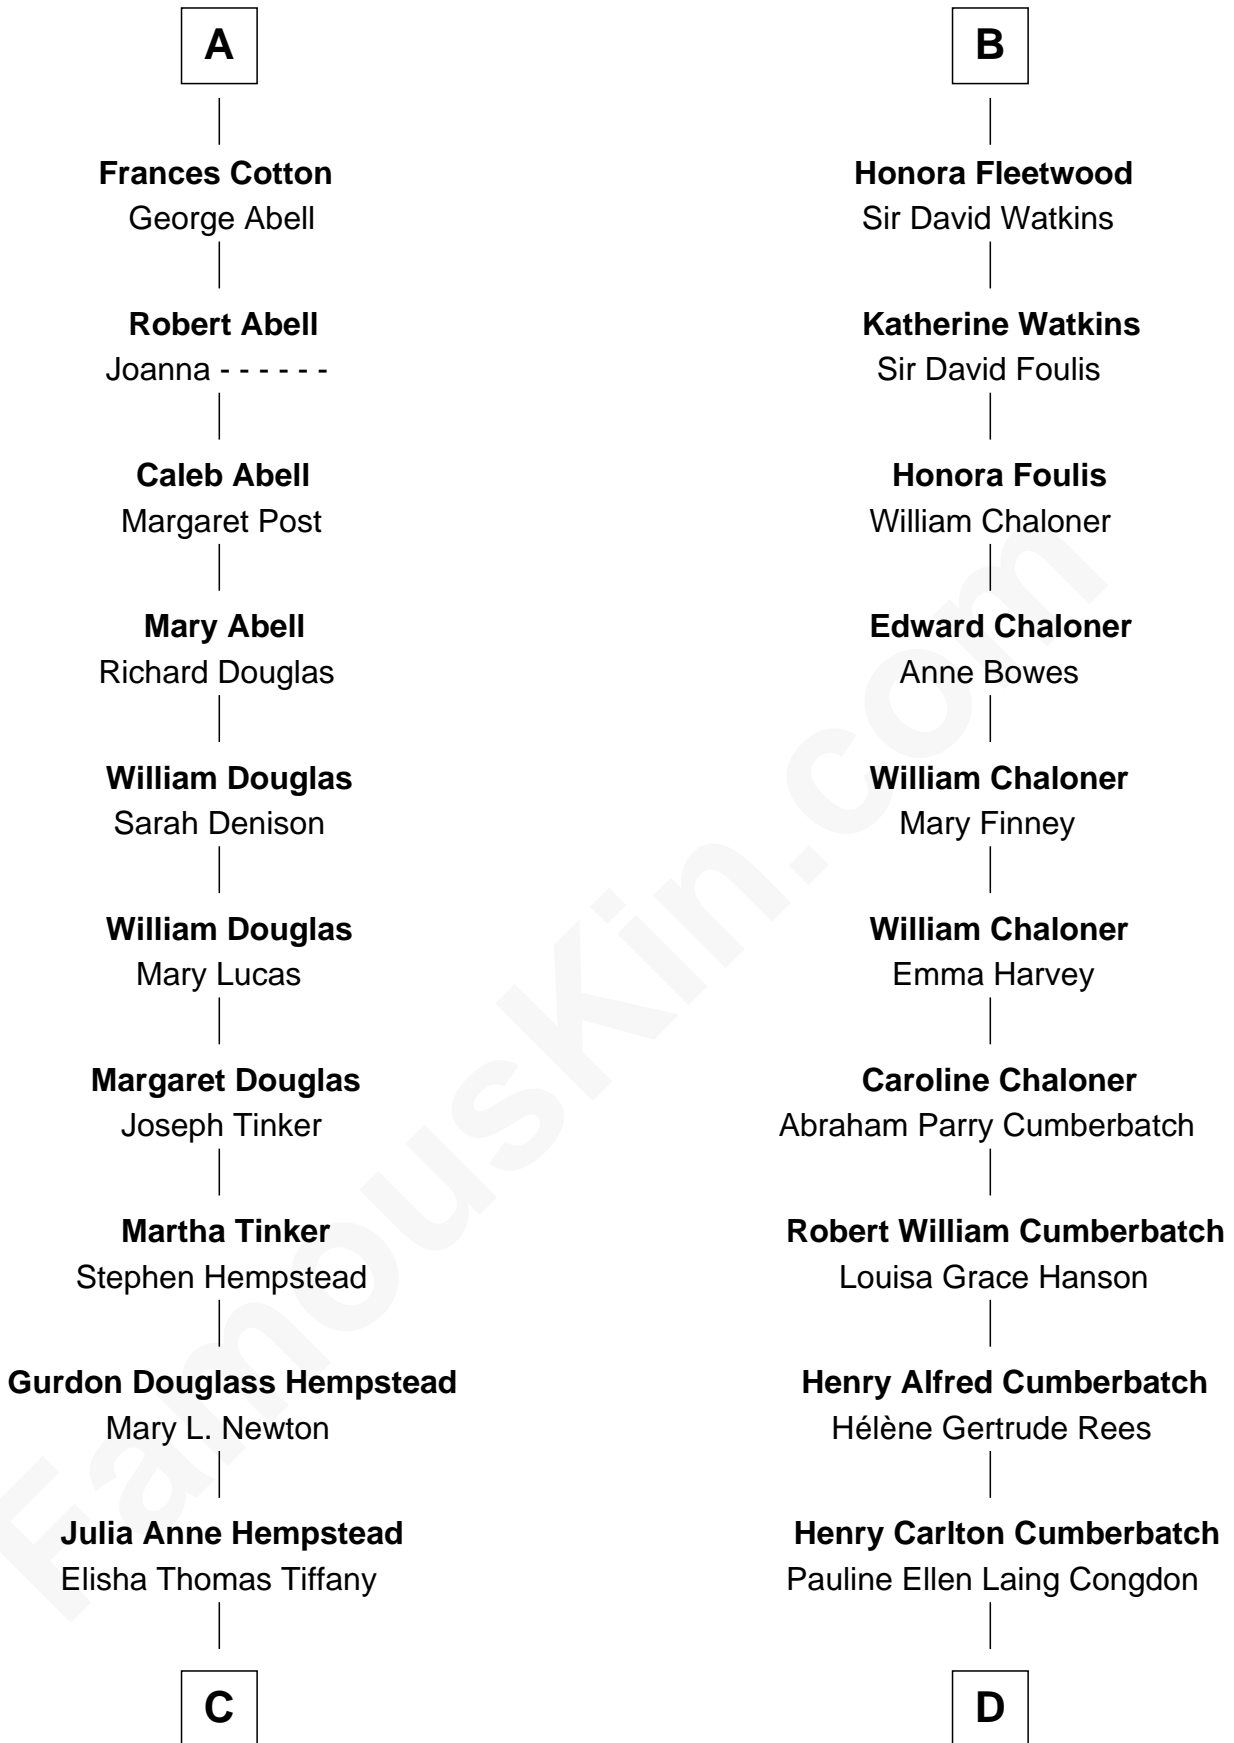 A
Frances Cotton
George Abell
Robert Abell
Joanna - - - - - -
Caleb Abell
Margaret Post
Mary Abell
Richard Douglas
William Douglas
Sarah Denison
William Douglas
Mary Lucas
Margaret Douglas
Joseph Tinker
Martha Tinker
Stephen Hempstead
Gurdon Douglass Hempstead
Mary L. Newton
Julia Anne Hempstead
Elisha Thomas Tiffany
C
B
Honora Fleetwood
Sir David Watkins
Katherine Watkins
Sir David Foulis
Honora Foulis
William Chaloner
Edward Chaloner
Anne Bowes
William Chaloner
Mary Finney
William Chaloner
Emma Harvey
Caroline Chaloner
Abraham Parry Cumberbatch
Robert William Cumberbatch
Louisa Grace Hanson
Henry Alfred Cumberbatch
Hélène Gertrude Rees
Henry Carlton Cumberbatch
Pauline Ellen Laing Congdon
D
FamousKin.com